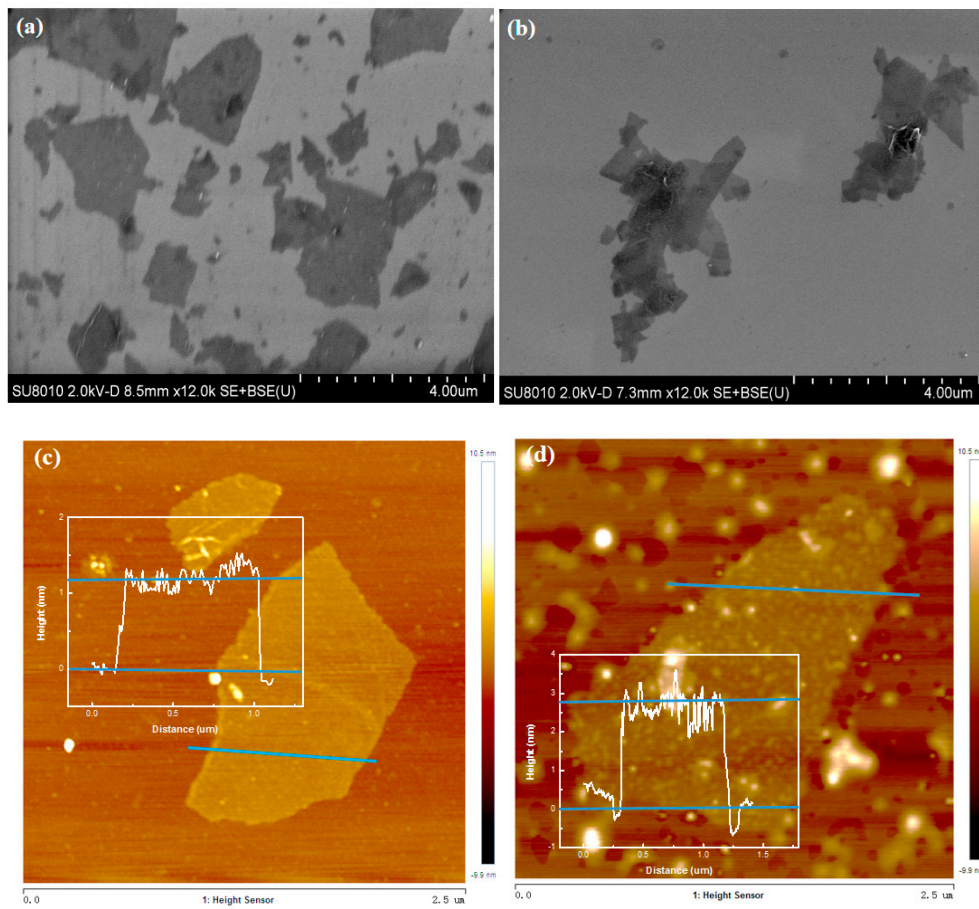 (a)
SU8010 2.0kV-D 8.5mm x12.0k SE+BSE(U)
4.00um
(b)
SU8010 2.0kV-D 7.3mm x12.0k SE+BSE(U)
4.00um
(c)
10.5 nm
2
1
0
Height (nm)
0.0 0.5 1.0
Distance (um)
-9.9 nm
0.0 1: Height Sensor 2.5 um
(d)
10.5 nm
4
3
2
1
0
-1
Height (nm)
0.0 0.5 1.0 1.5
Distance (um)
-9.9 nm
0.0 1: Height Sensor 2.5 um